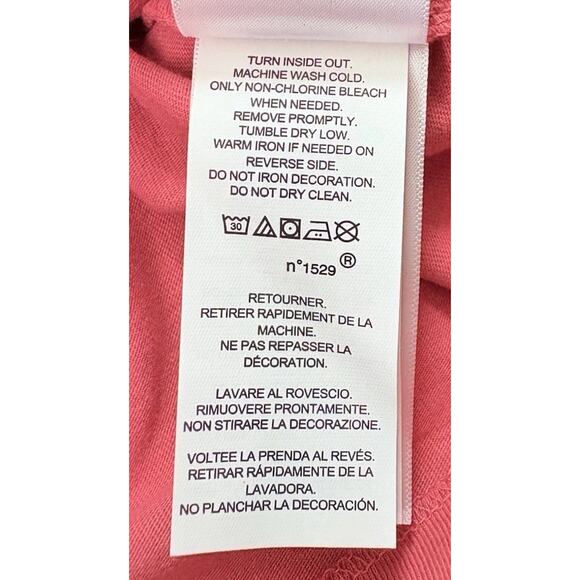 TURN INSIDE OUT.
MACHINE WASH COLD.
ONLY NON-CHLORINE BLEACH
WHEN NEEDED.
REMOVE PROMPTLY.
TUMBLE DRY LOW.
WARM IRON IF NEEDED ON
REVERSE SIDE.
DO NOT IRON DECORATION.
DO NOT DRY CLEAN.
30
n°1529 ®
RETOURNER.
RETIRER RAPIDEMENT DE LA
MACHINE.
NE PAS REPASSER LA
DÉCORATION.
LAVARE AL ROVESCIO.
RIMUOVERE PRONTAMENTE.
NON STIRARE LA DECORAZIONE.
VOLTEE LA PRENDA AL REVÉS.
RETIRAR RÁPIDAMENTE DE LA
LAVADORA.
NO PLANCHAR LA DECORACIÓN.